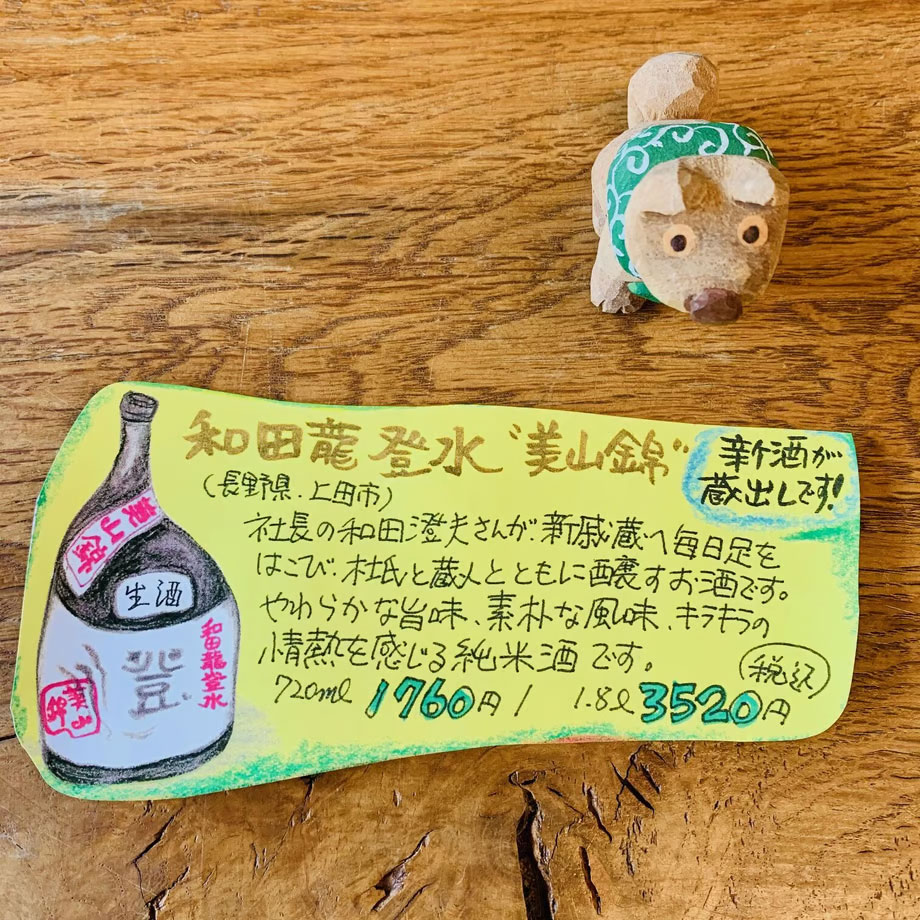 和田龍登水"美山錦"
新酒が
蔵出しです!
(長野県.上田市)
社長の和田澄夫さんが、新蔵へ毎日足を
はこび、杜氏と蔵人とともに醸すお酒です。
やわらかな旨味、素朴な風味、キラキラの
情熱を感じる純米酒です。
税込
720ml 1760円/ 1.8l 3520円
美山錦
生酒
和田龍登水
登
美山
錦